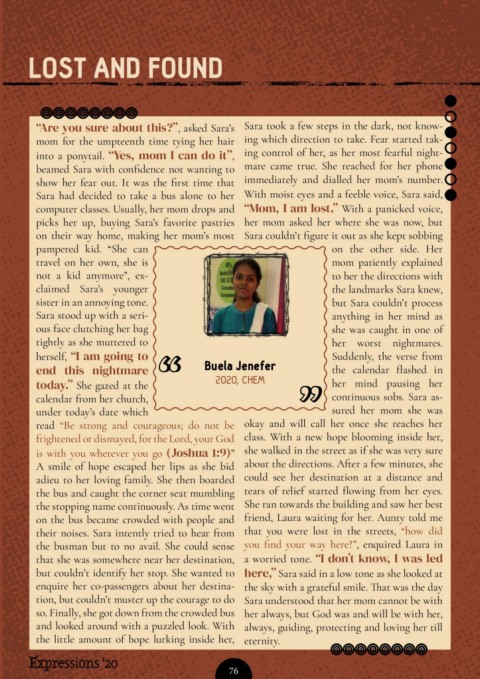 LOST AND FOUND
“Are you sure about this?”, asked Sara’s
mom for the umpteenth time tying her hair
into a ponytail. “Yes, mom I can do it”,
beamed Sara with confidence not wanting to
show her fear out. It was the first time that
Sara had decided to take a bus alone to her
computer classes. Usually, her mom drops and
picks her up, buying Sara’s favorite pastries
on their way home, making her mom’s most
pampered kid. “She can
travel on her own, she is
not a kid anymore”, ex-
claimed Sara’s younger
sister in an annoying tone.
Sara stood up with a seri-
ous face clutching her bag
tightly as she muttered to
herself, “I am going to
end this nightmare
today.” She gazed at the
calendar from her church,
under today’s date which
read “Be strong and courageous; do not be
frightened or dismayed, for the Lord, your God
is with you wherever you go (Joshua 1:9)”
A smile of hope escaped her lips as she bid
adieu to her loving family. She then boarded
the bus and caught the corner seat mumbling
the stopping name continuously. As time went
on the bus became crowded with people and
their noises. Sara intently tried to hear from
the busman but to no avail. She could sense
that she was somewhere near her destination,
but couldn’t identify her stop. She wanted to
enquire her co-passengers about her destina-
tion, but couldn’t muster up the courage to do
so. Finally, she got down from the crowded bus
and looked around with a puzzled look. With
the little amount of hope lurking inside her,
Buela Jenefer
2020, CHEM
Sara took a few steps in the dark, not know-
ing which direction to take. Fear started tak-
ing control of her, as her most fearful night-
mare came true. She reached for her phone
immediately and dialled her mom’s number.
With moist eyes and a feeble voice, Sara said,
“Mom, I am lost.” With a panicked voice,
her mom asked her where she was now, but
Sara couldn’t figure it out as she kept sobbing
on the other side. Her
mom patiently explained
to her the directions with
the landmarks Sara knew,
but Sara couldn’t process
anything in her mind as
she was caught in one of
her worst nightmares.
Suddenly, the verse from
the calendar flashed in
her mind pausing her
continuous sobs. Sara as-
sured her mom she was
okay and will call her once she reaches her
class. With a new hope blooming inside her,
she walked in the street as if she was very sure
about the directions. After a few minutes, she
could see her destination at a distance and
tears of relief started flowing from her eyes.
She ran towards the building and saw her best
friend, Laura waiting for her. Aunty told me
that you were lost in the streets, “how did
you find your way here?”, enquired Laura in
a worried tone. “I don’t know, I was led
here,” Sara said in a low tone as she looked at
the sky with a grateful smile. That was the day
Sara understood that her mom cannot be with
her always, but God was and will be with her,
always, guiding, protecting and loving her till
eternity.
Expressions ’20
76